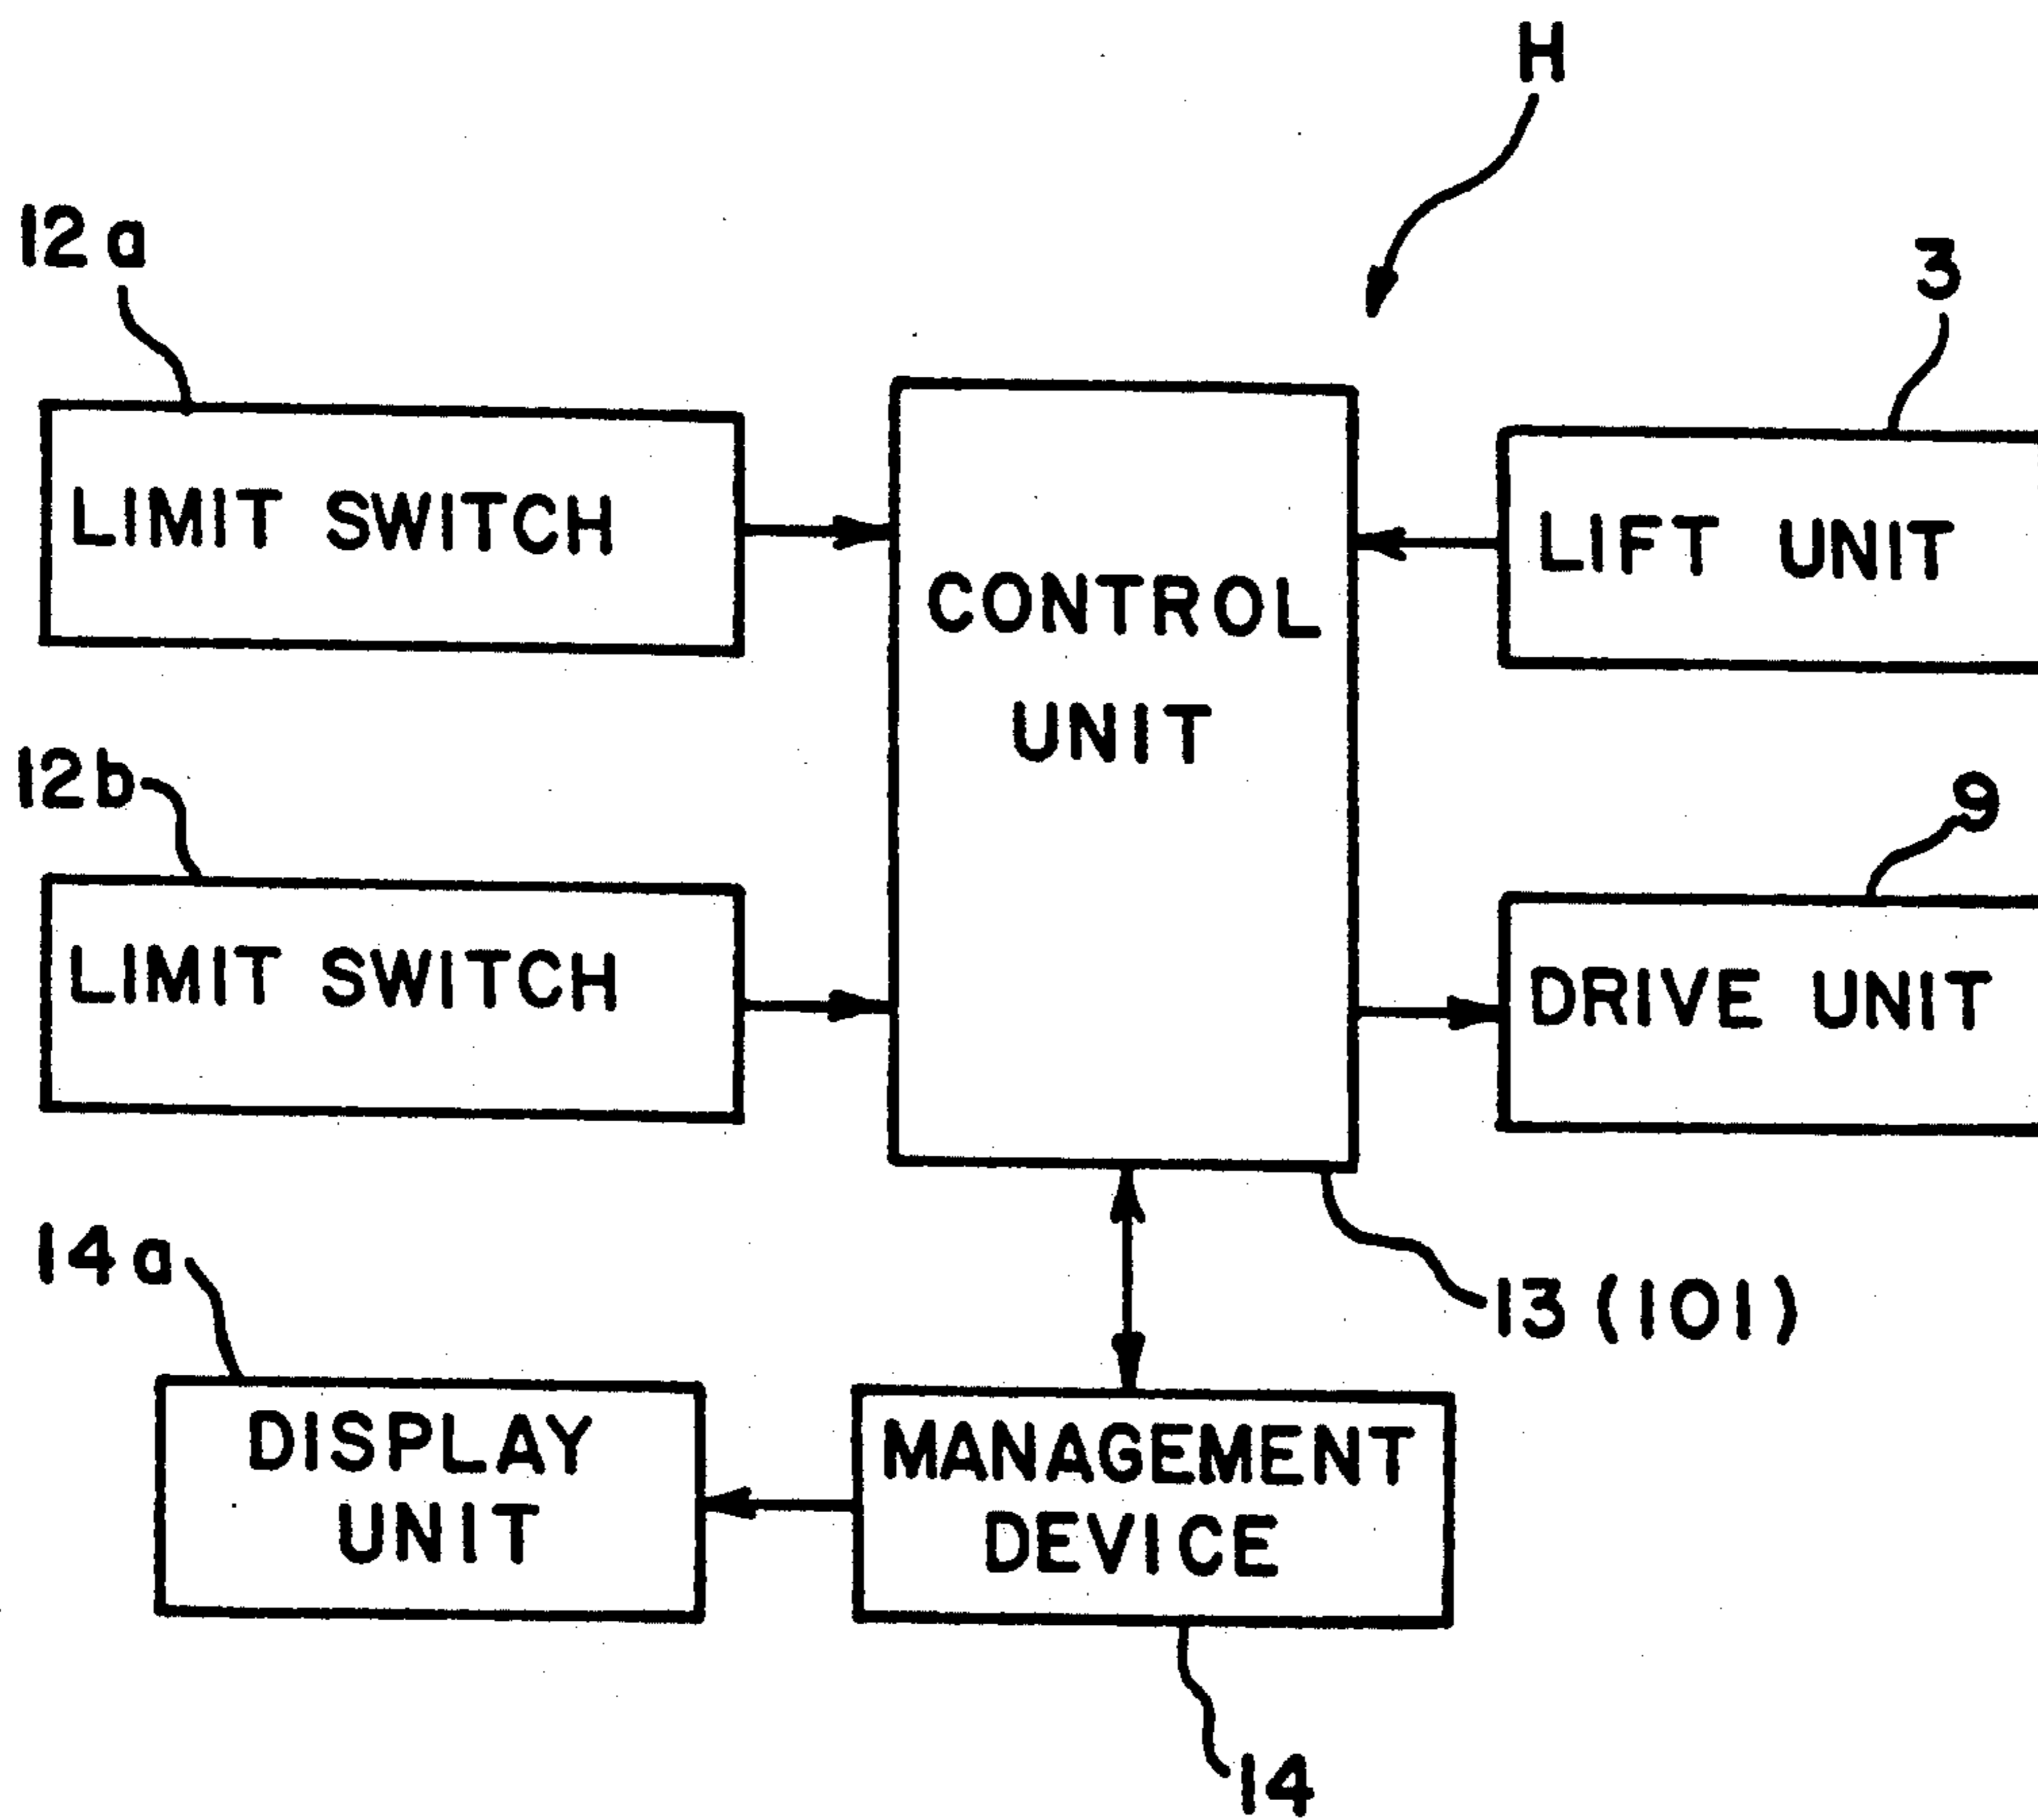 H
12a
3
LIMIT SWITCH
CONTROL
UNIT
LIFT UNIT
12b
9
LIMIT SWITCH
DRIVE UNIT
14a
13 (101)
DISPLAY
UNIT
MANAGEMENT
DEVICE
14